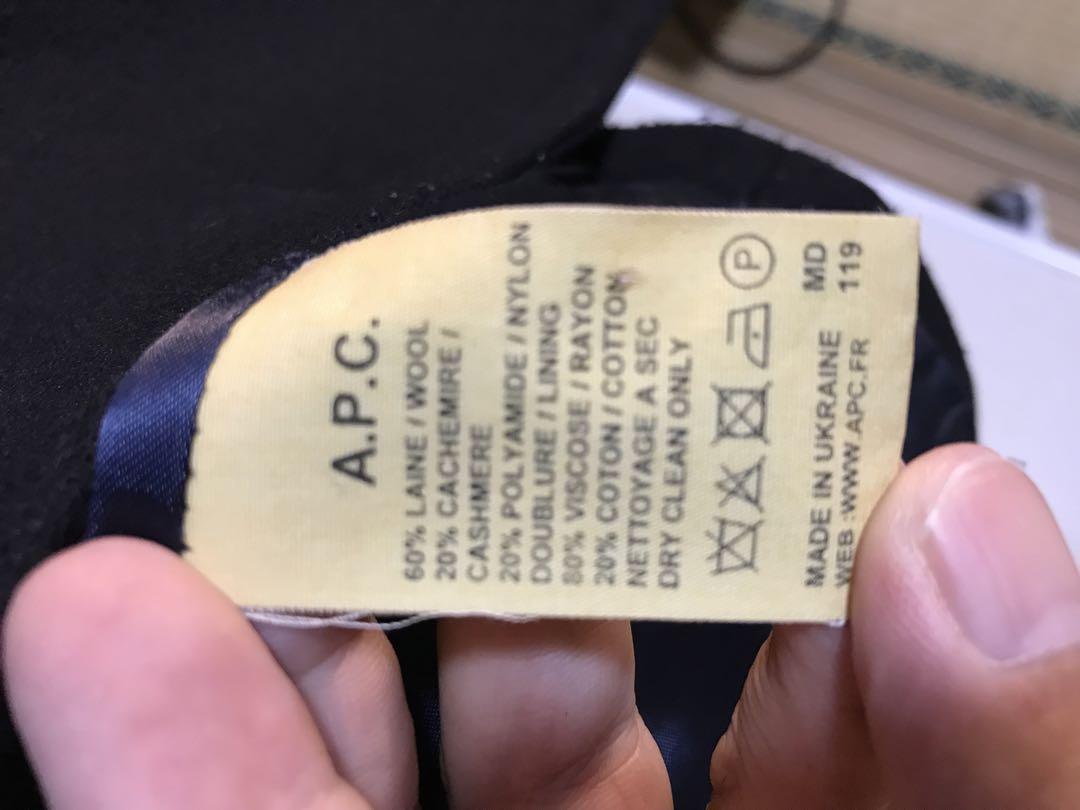 A.P.C.
60% LAINE / WOOL
20% CACHEMIRE /
CASHMERE
20% POLYAMIDE / NYLON
DOUBLURE / LINING
80% VISCOSE / RAYON
20% COTON / COTTON
NETTOYAGE A SEC
DRY CLEAN ONLY
P
MADE IN UKRAINE MD
WEB :WWW.APC.FR 119